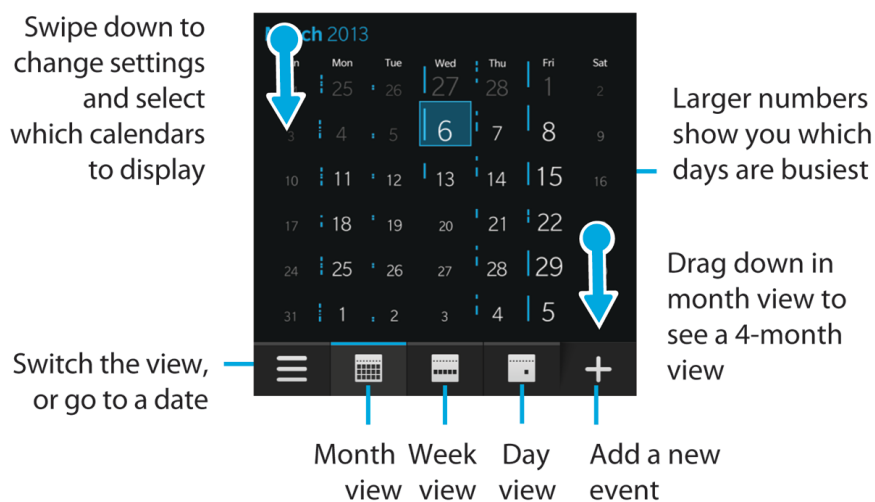 Swipe down to
change settings
and select
which calendars
to display
March 2013
Mon Tue Wed Thu Fri Sat
25 26 27 28 1 2
3 4 5 6 7 8 9
10 11 12 13 14 15 16
17 18 19 20 21 22
24 25 26 27 28 29
31 1 2 3 4 5
Larger numbers
show you which
days are busiest
Drag down in
month view to
see a 4-month
view
Switch the view,
or go to a date
Month
view
Week
view
Day
view
Add a new
event